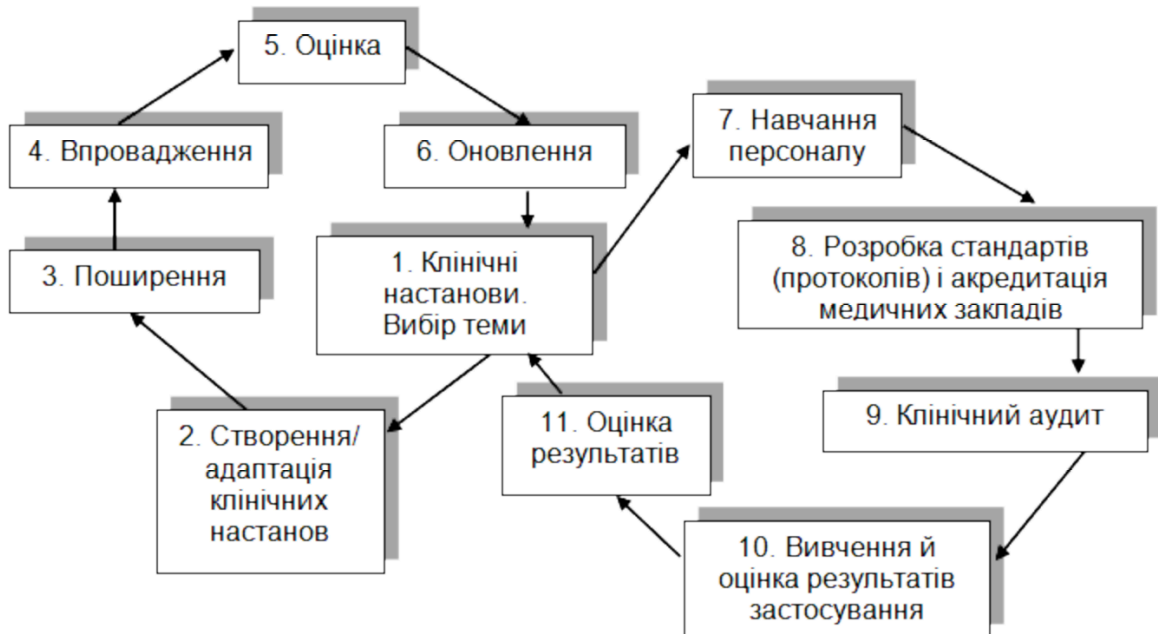 5. Оцінка
4. Впровадження
6. Оновлення
7. Навчання
персоналу
3. Поширення
1. Клінічні
настанови.
Вибір теми
8. Розробка стандартів
(протоколів) і акредитація
медичних закладів
2. Створення/
адаптація
клінічних
настанов
11. Оцінка
результатів
9. Клінічний аудит
10. Вивчення й
оцінка результатів
застосування